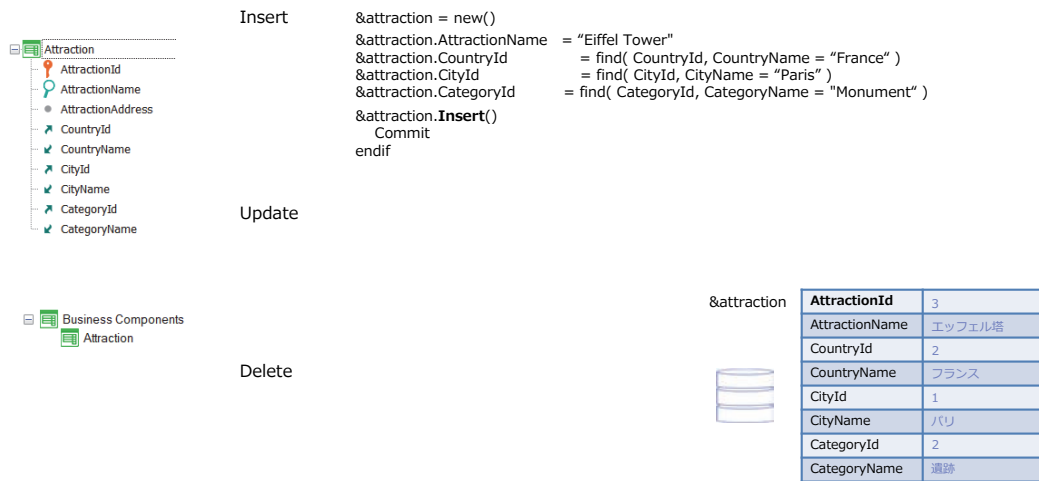 Insert
&attraction = new()
&attraction.AttractionName = “Eiffel Tower"
&attraction.CountryId = find( CountryId, CountryName = “France“ )
&attraction.CityId = find( CityId, CityName = “Paris” )
&attraction.CategoryId = find( CategoryId, CategoryName = "Monument“ )
&attraction.Insert()
Commit
endif
Attraction
AttractionId
AttractionName
AttractionAddress
CountryId
CountryName
CityId
CityName
CategoryId
CategoryName
Update
Business Components
Attraction
Delete
&attraction
AttractionId 3
AttractionName エッフェル塔
CountryId 2
CountryName フランス
CityId 1
CityName パリ
CategoryId 2
CategoryName 遺跡